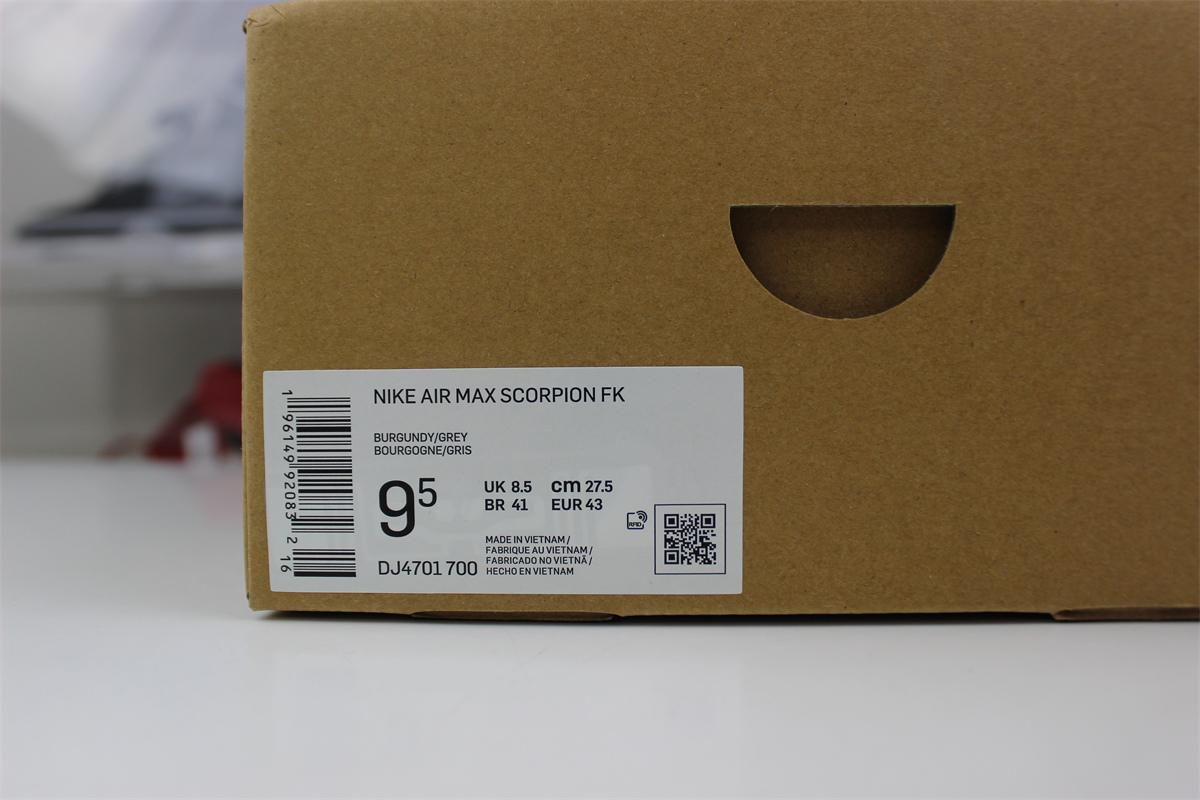 NIKE AIR MAX SCORPION FK
BURGUNDY/GREY
BOURGOGNE/GRIS
9⁵
UK 8.5 cm 27.5
BR 41 EUR 43
RFID
MADE IN VIETNAM /
FABRIQUE AU VIETNAM /
FABRICADO NO VIETNÃ /
HECHO EN VIETNAM
DJ4701 700
1 96149 92083 2 16